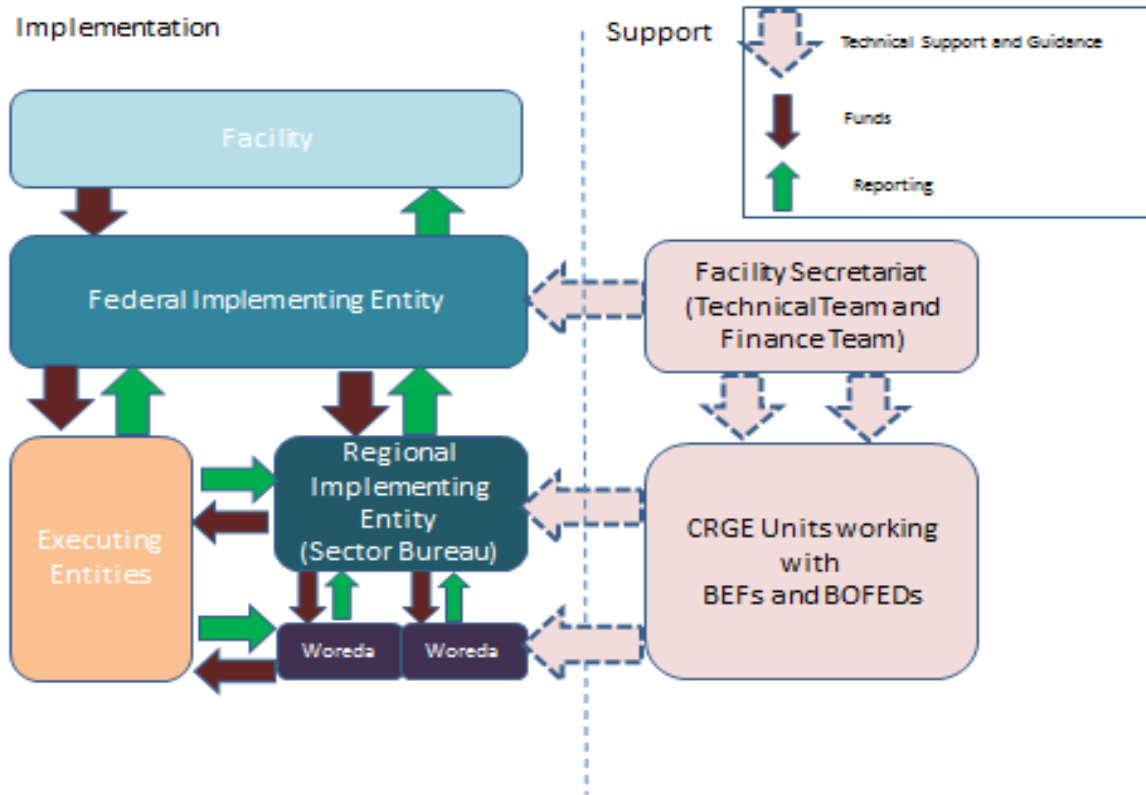 Implementation
Support
Technical Support and Guidance
Funds
Reporting
Facility
Federal Implementing Entity
Facility Secretariat
(Technical Team and
Finance Team)
Executing
Entities
Regional
Implementing
Entity
(Sector Bureau)
Woreda
Woreda
CRGE Units working
with
BEFs and BOFEDs